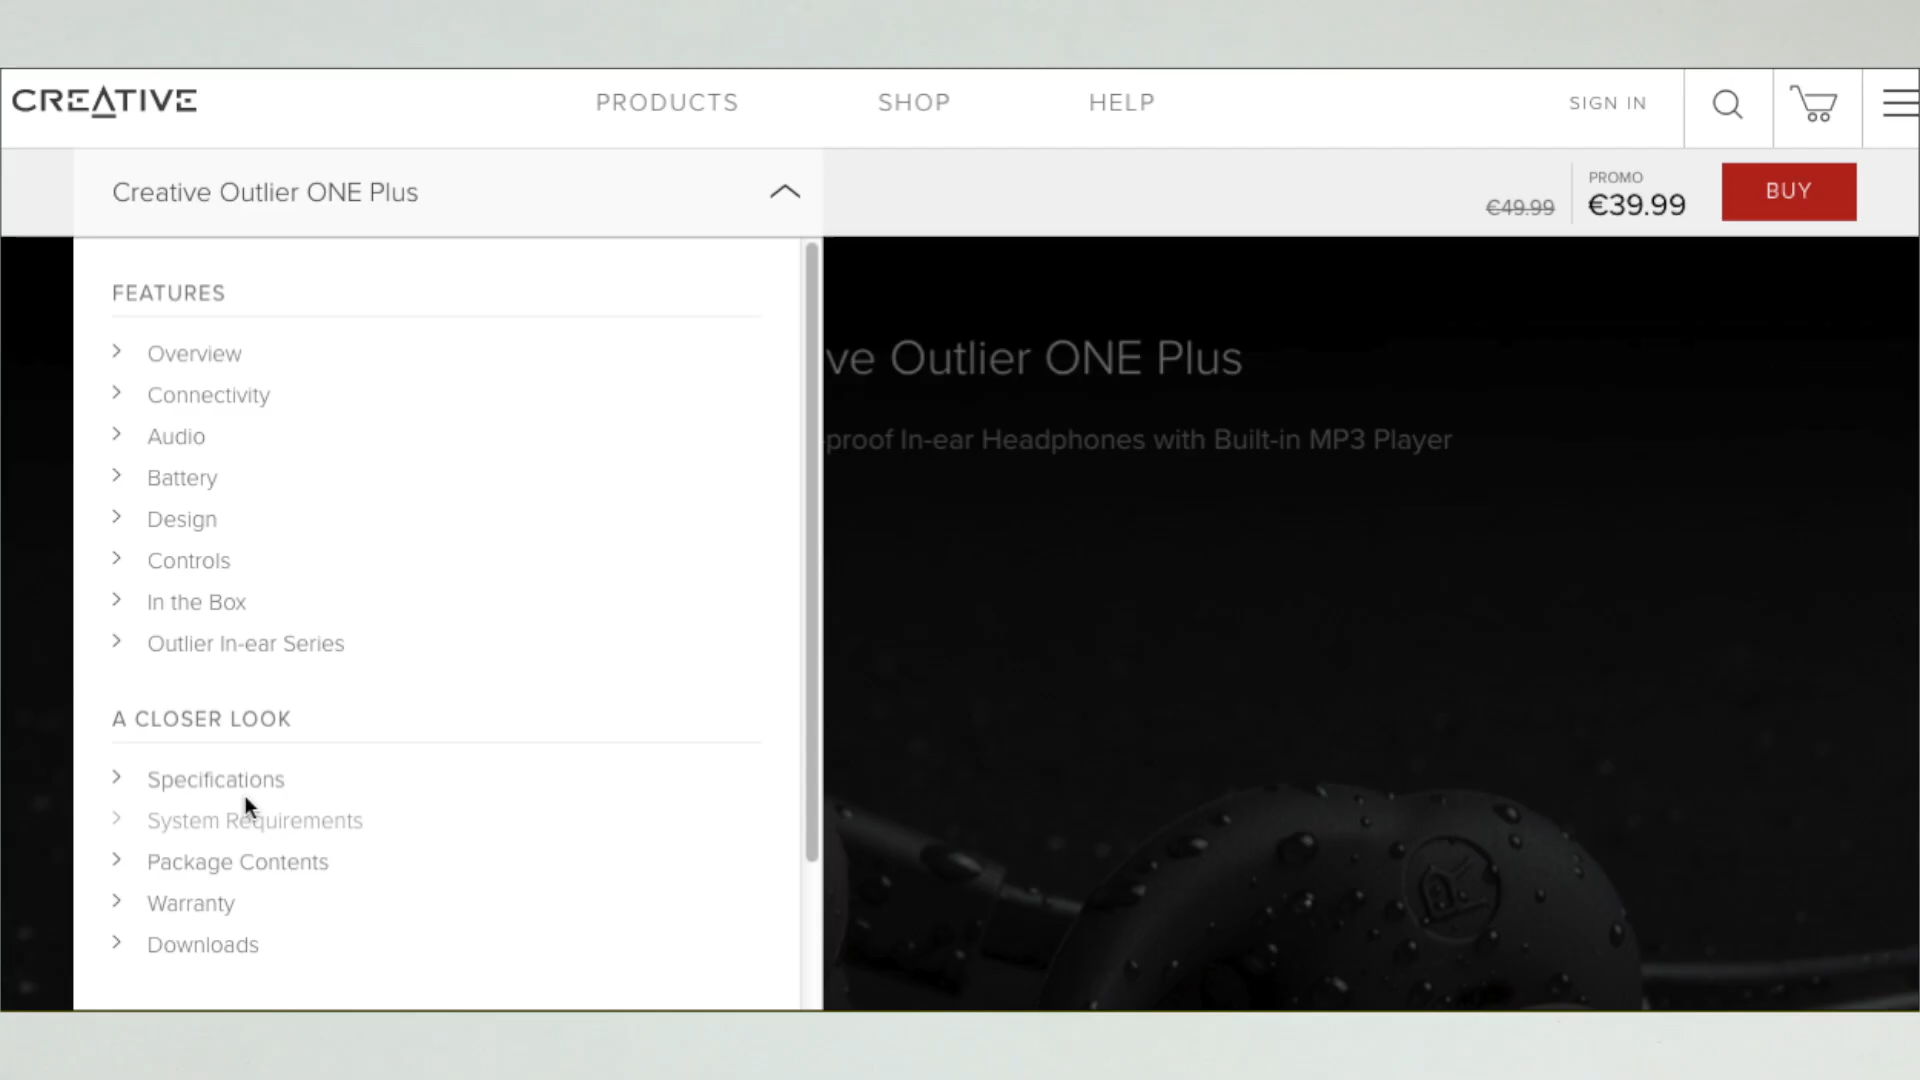 CREATIVE
PRODUCTS
SHOP
HELP
SIGN IN
Creative Outlier ONE Plus
€49.99
PROMO
€39.99
BUY
FEATURES
Overview
Connectivity
Audio
Battery
Design
Controls
In the Box
Outlier In-ear Series
A CLOSER LOOK
Specifications
System Requirements
Package Contents
Warranty
Downloads
ve Outlier ONE Plus
-proof In-ear Headphones with Built-in MP3 Player